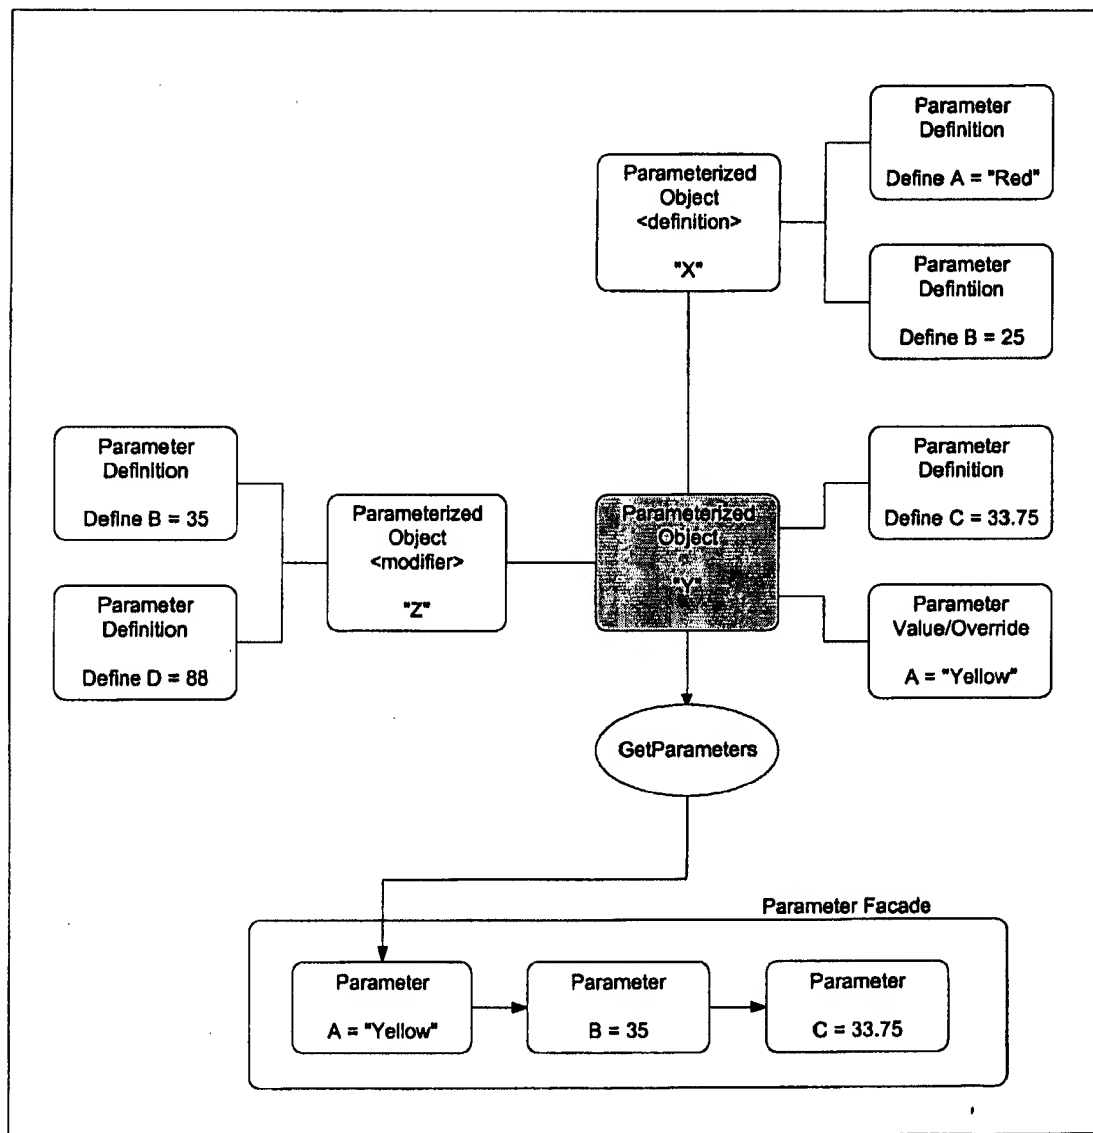 Parameter
Definition
Define A = "Red"
Parameterized
Object
<definition>
"X"
Parameter
Defintiion
Define B = 25
Parameter
Definition
Define B = 35
Parameterized
Object
<modifier>
"Z"
Parameterized
Object
"Y"
Parameter
Definition
Define C = 33.75
Parameter
Definition
Define D = 88
Parameter
Value/Override
A = "Yellow"
GetParameters
Parameter Facade
Parameter
A = "Yellow"
Parameter
B = 35
Parameter
C = 33.75